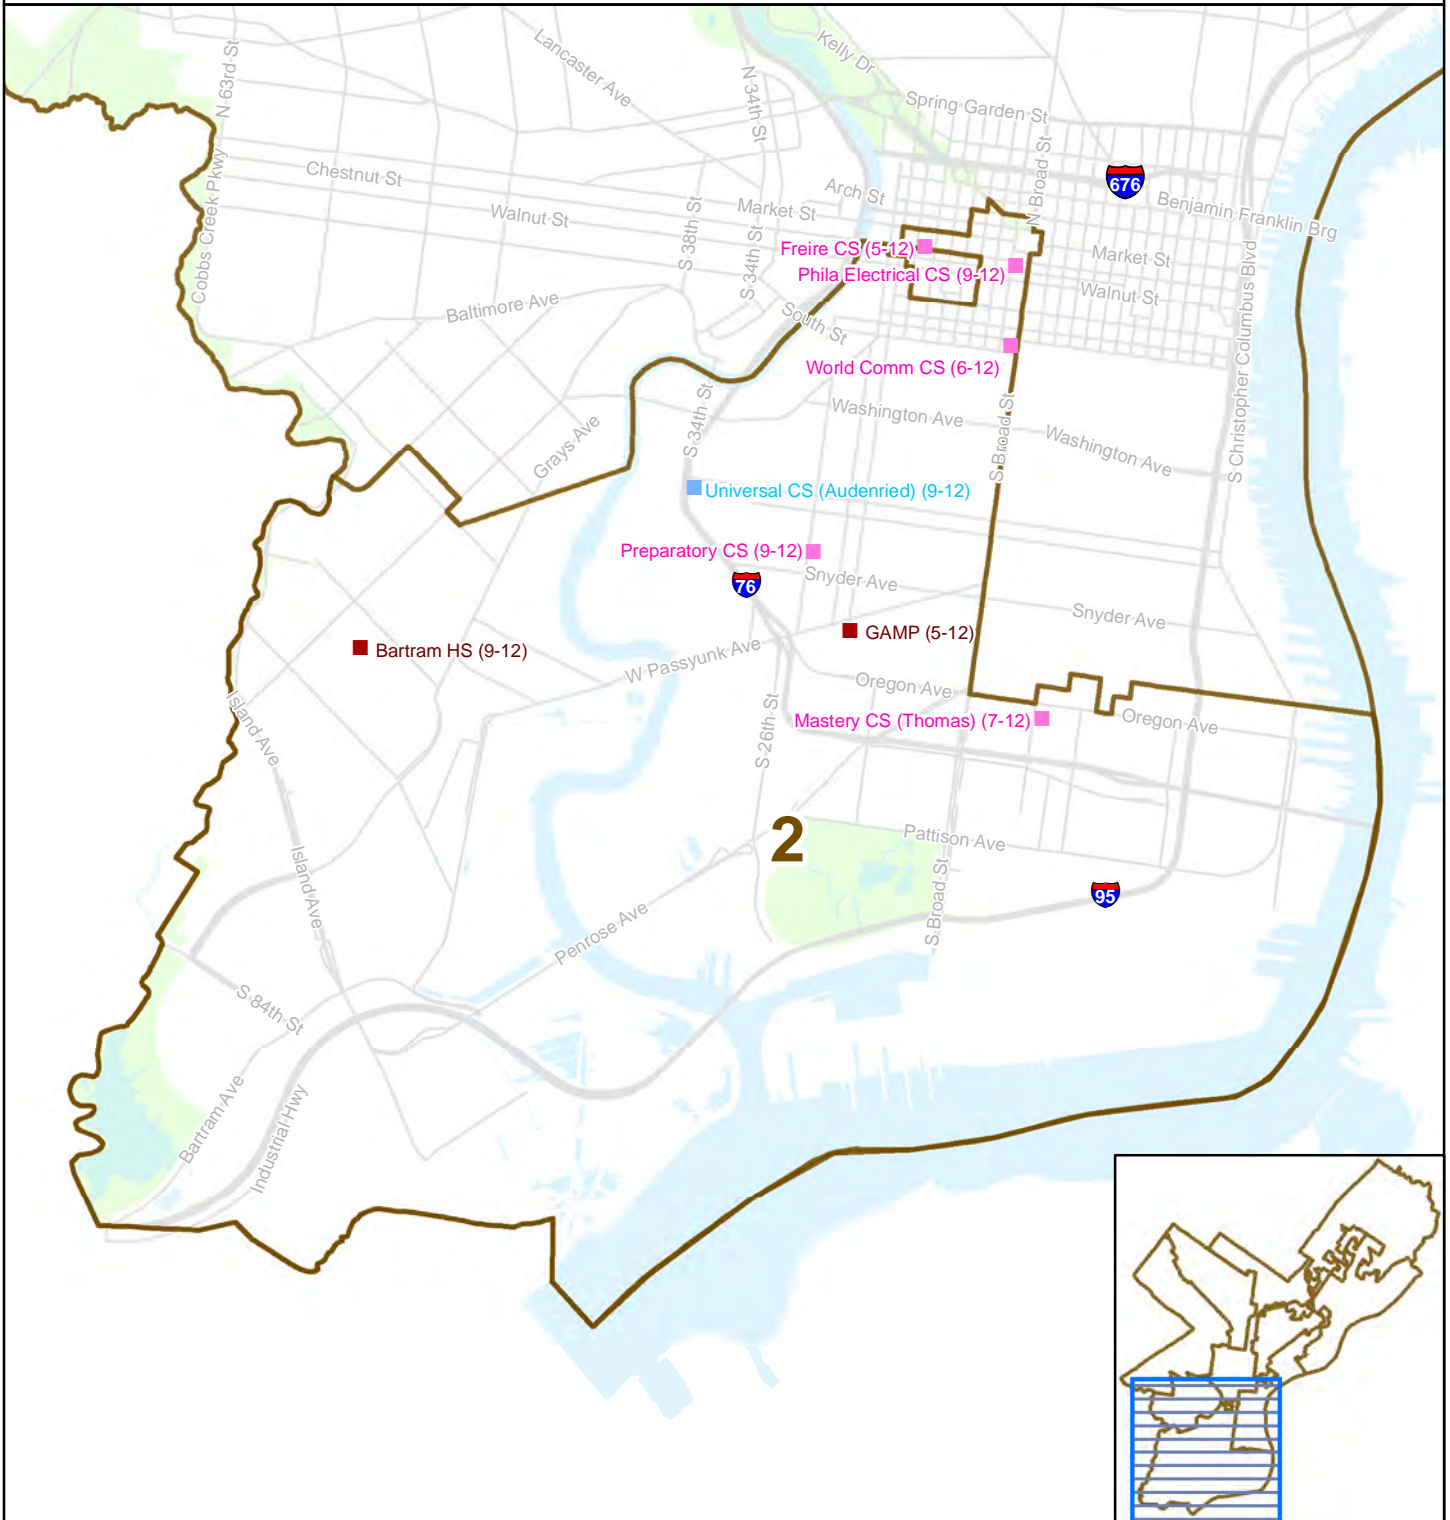 Lancaster Ave
Kelly Dr
N 63rd St
N 34th St
Spring Garden St
Chestnut St
Arch St
N Broad St
676
Cobbs Creek Pkwy
Walnut St
Market St
Benjamin Franklin Brg
S 38th St
S 34th St
Freire CS (5-12)
Market St
Phila Electrical CS (9-12)
Walnut St
Baltimore Ave
South St
S Christopher Columbus Blvd
World Comm CS (6-12)
S 34th St
Washington Ave
S Broad St
Washington Ave
Grays Ave
Universal CS (Audenried) (9-12)
Preparatory CS (9-12)
76
Snyder Ave
Snyder Ave
GAMP (5-12)
Bartram HS (9-12)
W Passyunk Ave
Oregon Ave
Island Ave
Mastery CS (Thomas) (7-12)
Oregon Ave
S 26th St
2
Pattison Ave
Island Ave
S Broad St
95
Penrose Ave
S 84th St
Bartram Ave
Industrial Hwy